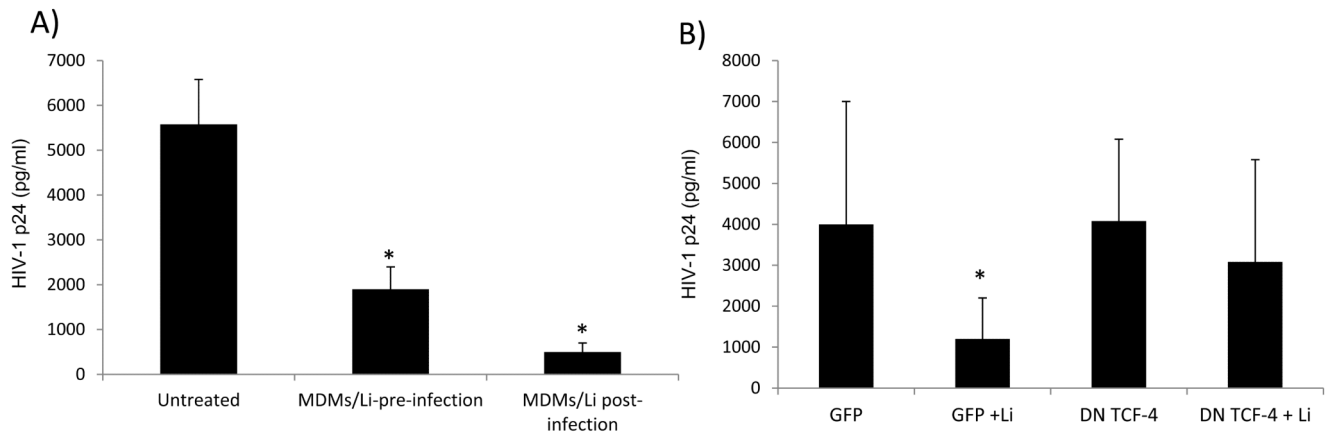 A)
HIV-1 p24 (pg/ml)
7000
6000
5000
4000
3000
2000
1000
0
*
*
Untreated
MDMs/Li-pre-infection
MDMs/Li post-
infection
B)
HIV-1 p24 (pg/ml)
8000
7000
6000
5000
4000
3000
2000
1000
0
*
GFP
GFP +Li
DN TCF-4
DN TCF-4 + Li